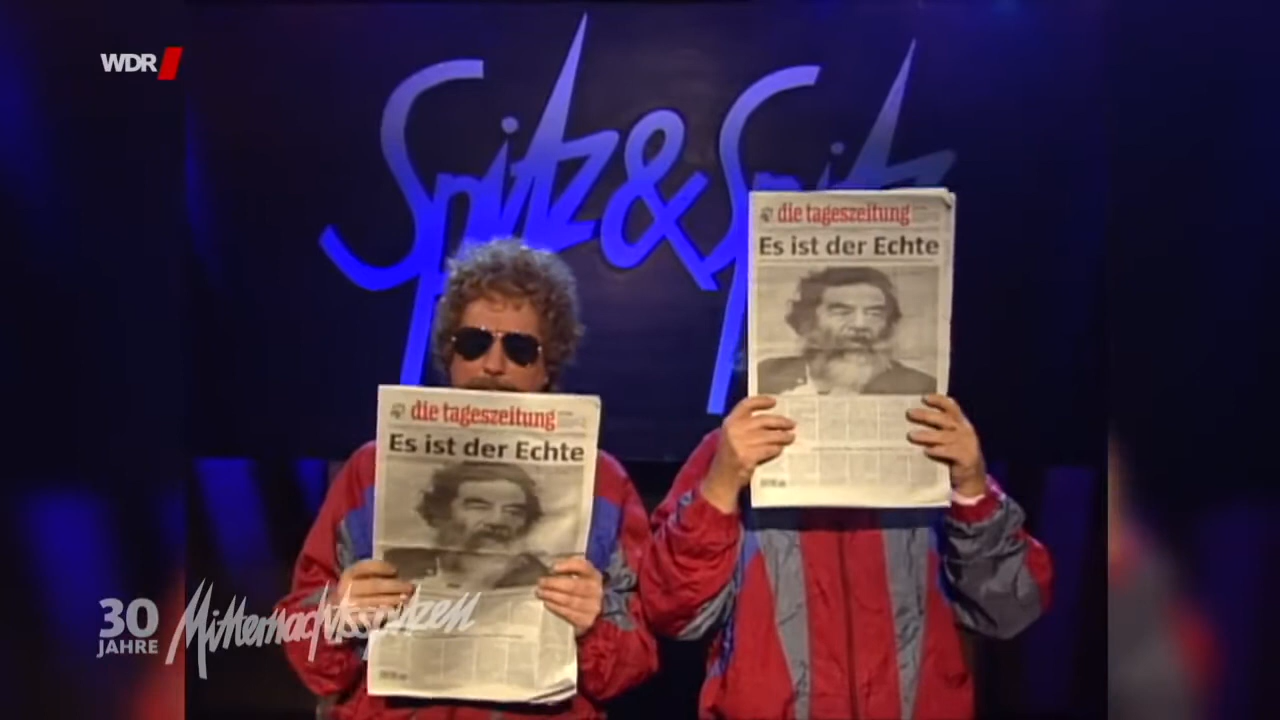 WDR
Spitz & Spitz
die tageszeitung
Es ist der Echte
die tageszeitung
Es ist der Echte
30 JAHRE
Mitternachtsspitzen